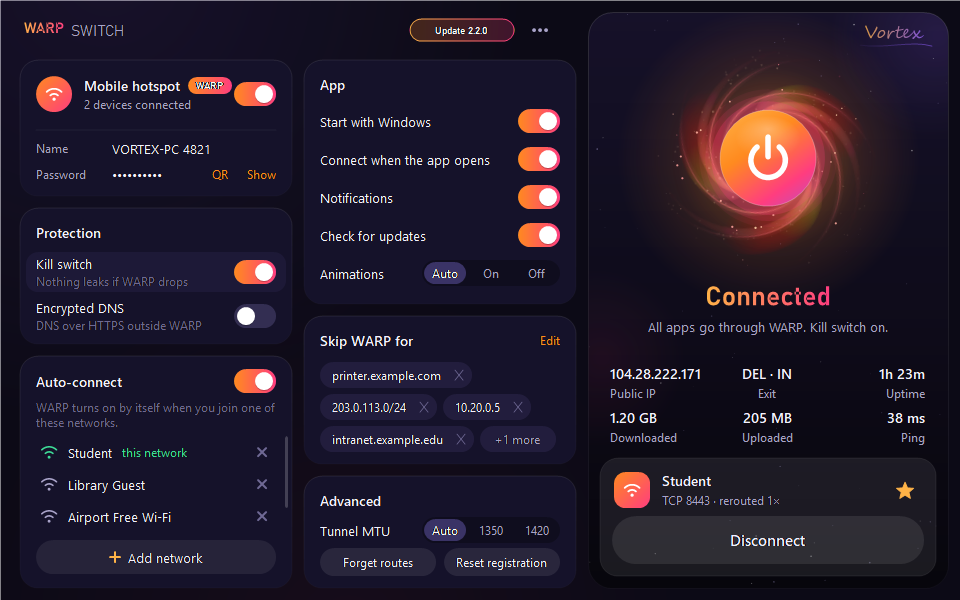 WARP SWITCH
Update 2.2.0
Mobile hotspot WARP
2 devices connected
Name VORTEX-PC 4821
Password •••••••••• QR Show
Protection
Kill switch
Nothing leaks if WARP drops
Encrypted DNS
DNS over HTTPS outside WARP
Auto-connect
WARP turns on by itself when you join one of
these networks.
Student this network
Library Guest
Airport Free Wi-Fi
+ Add network
App
Start with Windows
Connect when the app opens
Notifications
Check for updates
Animations Auto On Off
Skip WARP for Edit
printer.example.com
203.0.113.0/24 10.20.0.5
intranet.example.edu +1 more
Advanced
Tunnel MTU Auto 1350 1420
Forget routes Reset registration
Vortex
Connected
All apps go through WARP. Kill switch on.
104.28.222.171 DEL · IN 1h 23m
Public IP Exit Uptime
1.20 GB 205 MB 38 ms
Downloaded Uploaded Ping
Student
TCP 8443 · rerouted 1×
Disconnect